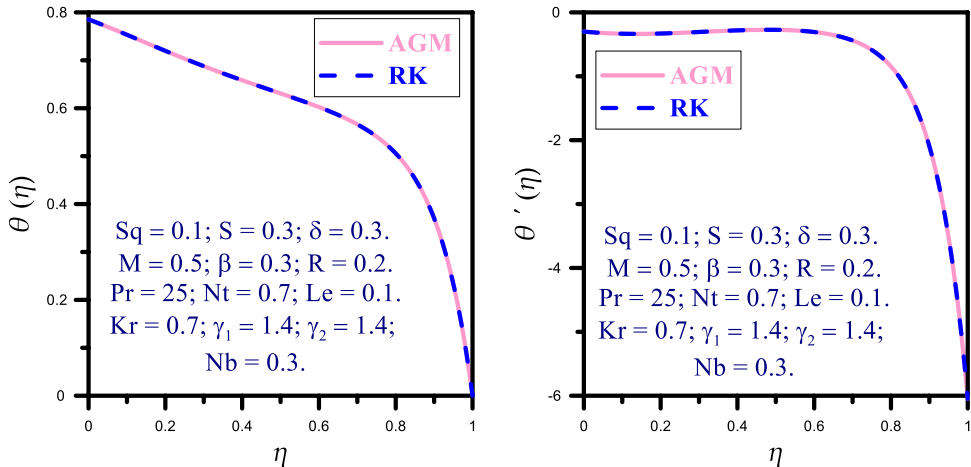 0.8
0.6
0.4
0.2
0
θ (η)
AGM
RK
Sq = 0.1; S = 0.3; δ = 0.3.
M = 0.5; β = 0.3; R = 0.2.
Pr = 25; Nt = 0.7; Le = 0.1.
Kr = 0.7; γ₁ = 1.4; γ₂ = 1.4;
Nb = 0.3.
0 0.2 0.4 0.6 0.8 1
η
0
-2
-4
-6
θ ′ (η)
AGM
RK
Sq = 0.1; S = 0.3; δ = 0.3.
M = 0.5; β = 0.3; R = 0.2.
Pr = 25; Nt = 0.7; Le = 0.1.
Kr = 0.7; γ₁ = 1.4; γ₂ = 1.4;
Nb = 0.3.
0 0.2 0.4 0.6 0.8 1
η